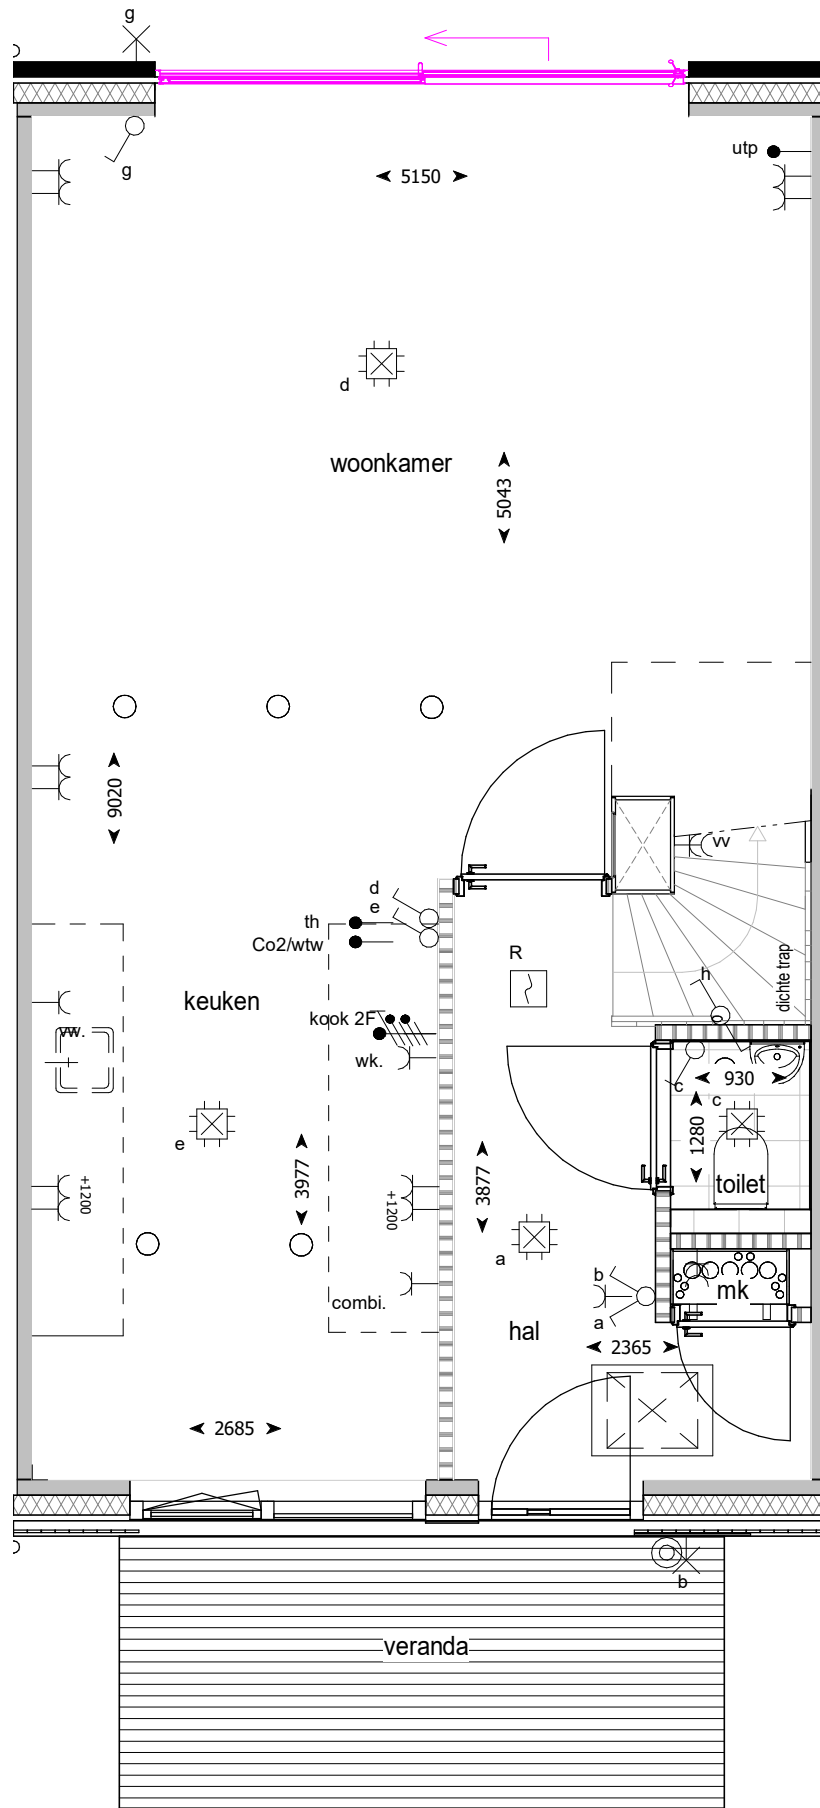 g
g
utp
5150
d
woonkamer
5043
9020
vv
d
e
th
Co2/wtw
R
h
dichte trap
keuken
kook 2F
vw.
wk.
c
930
c
1280
e
3977
3877
toilet
+1200
+1200
a
b
mk
combi.
a
hal
2365
2685
b
veranda